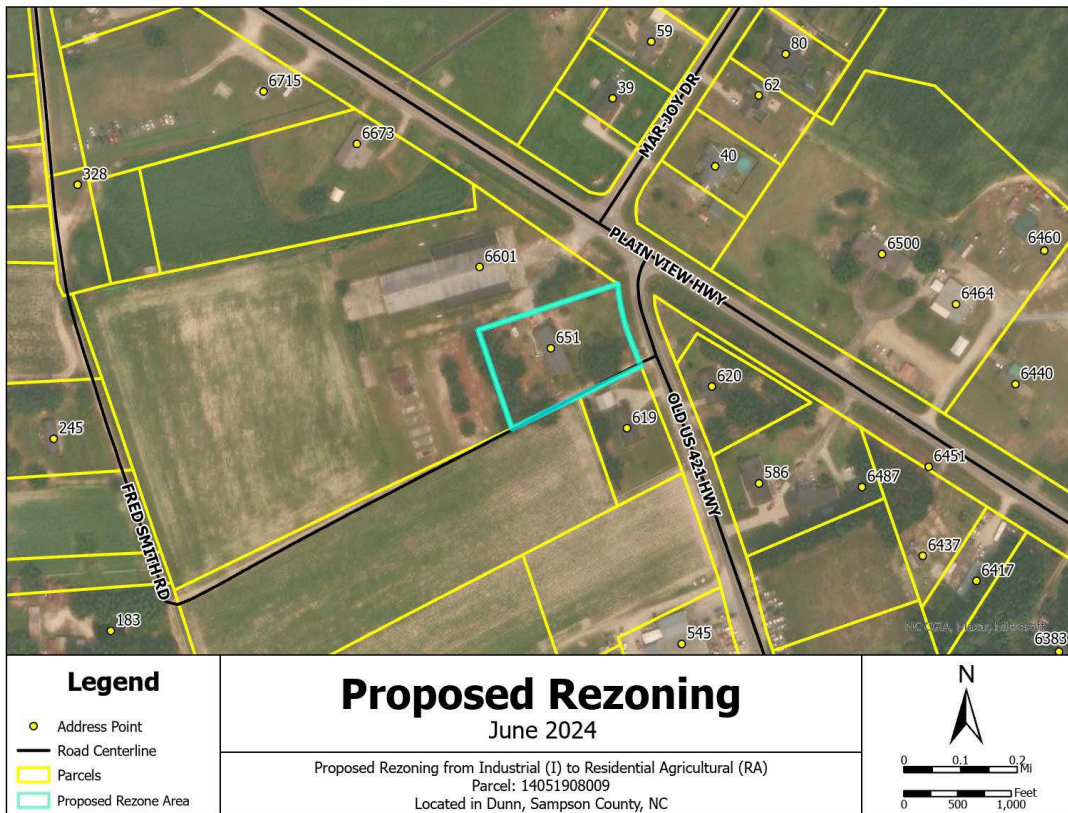 59
80
6715
39
62
MAR-JOY DR
6673
40
328
PLAIN VIEW HWY
6500
6460
6601
6464
651
620
6440
OLD US 421 HWY
245
619
6451
586
6487
FRED SMITH RD
6437
6417
183
NC CGIA, Maxar, Microsoft
545
6383
Legend
Address Point
Road Centerline
Parcels
Proposed Rezone Area
Proposed Rezoning
June 2024
Proposed Rezoning from Industrial (I) to Residential Agricultural (RA)
Parcel: 14051908009
Located in Dunn, Sampson County, NC
N
0 0.1 0.2
Mi
Feet
0 500 1,000